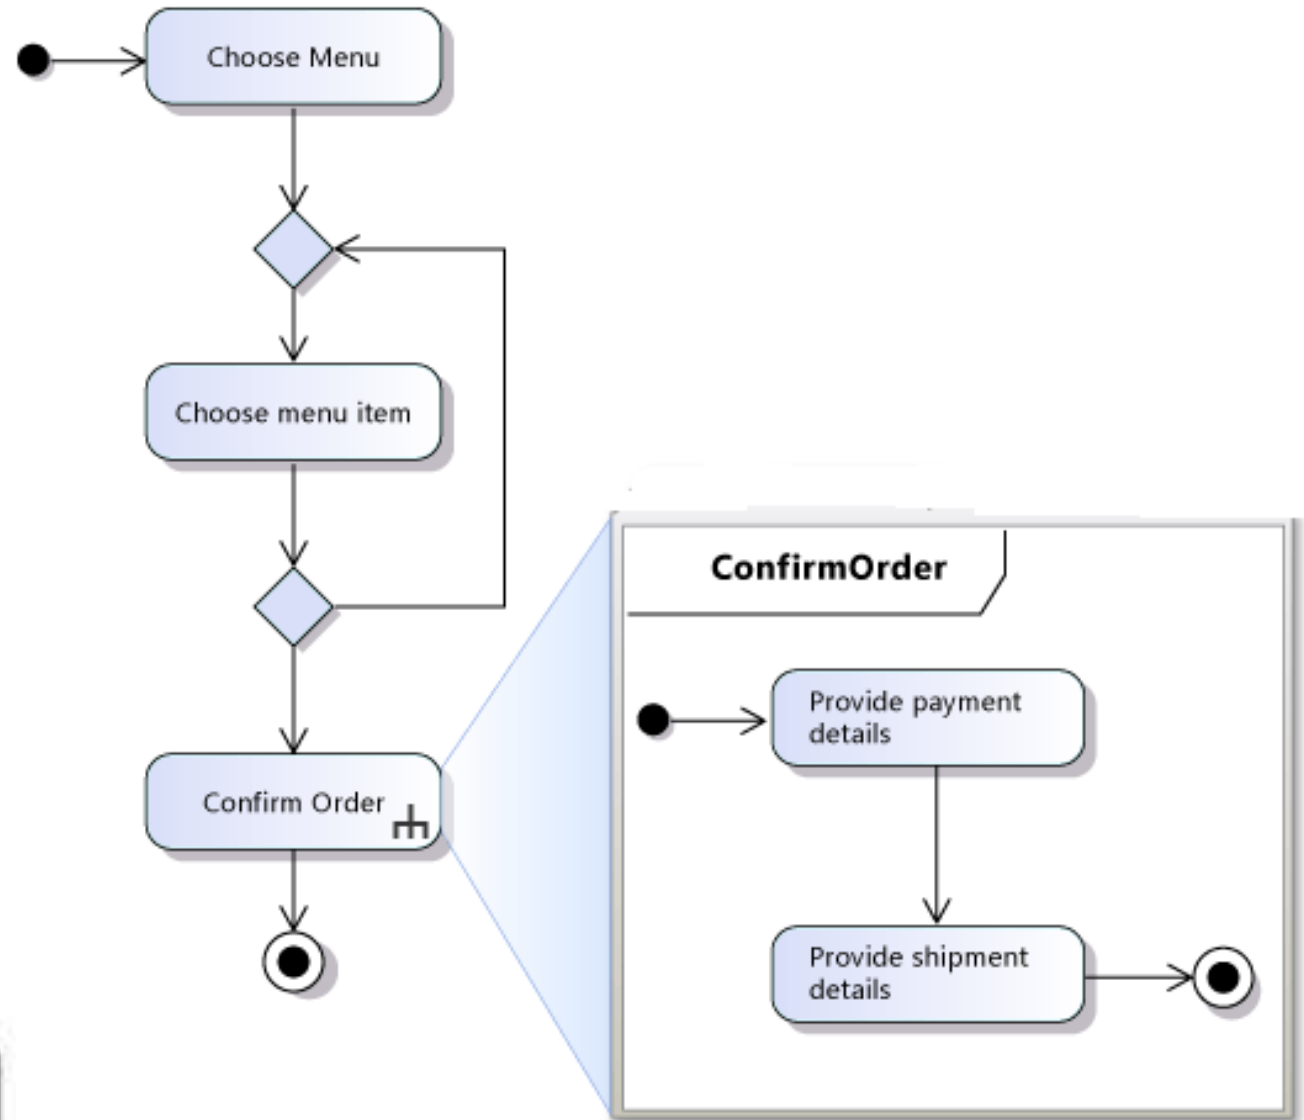 Choose Menu
Choose menu item
Confirm Order
ConfirmOrder
Provide payment
details
Provide shipment
details